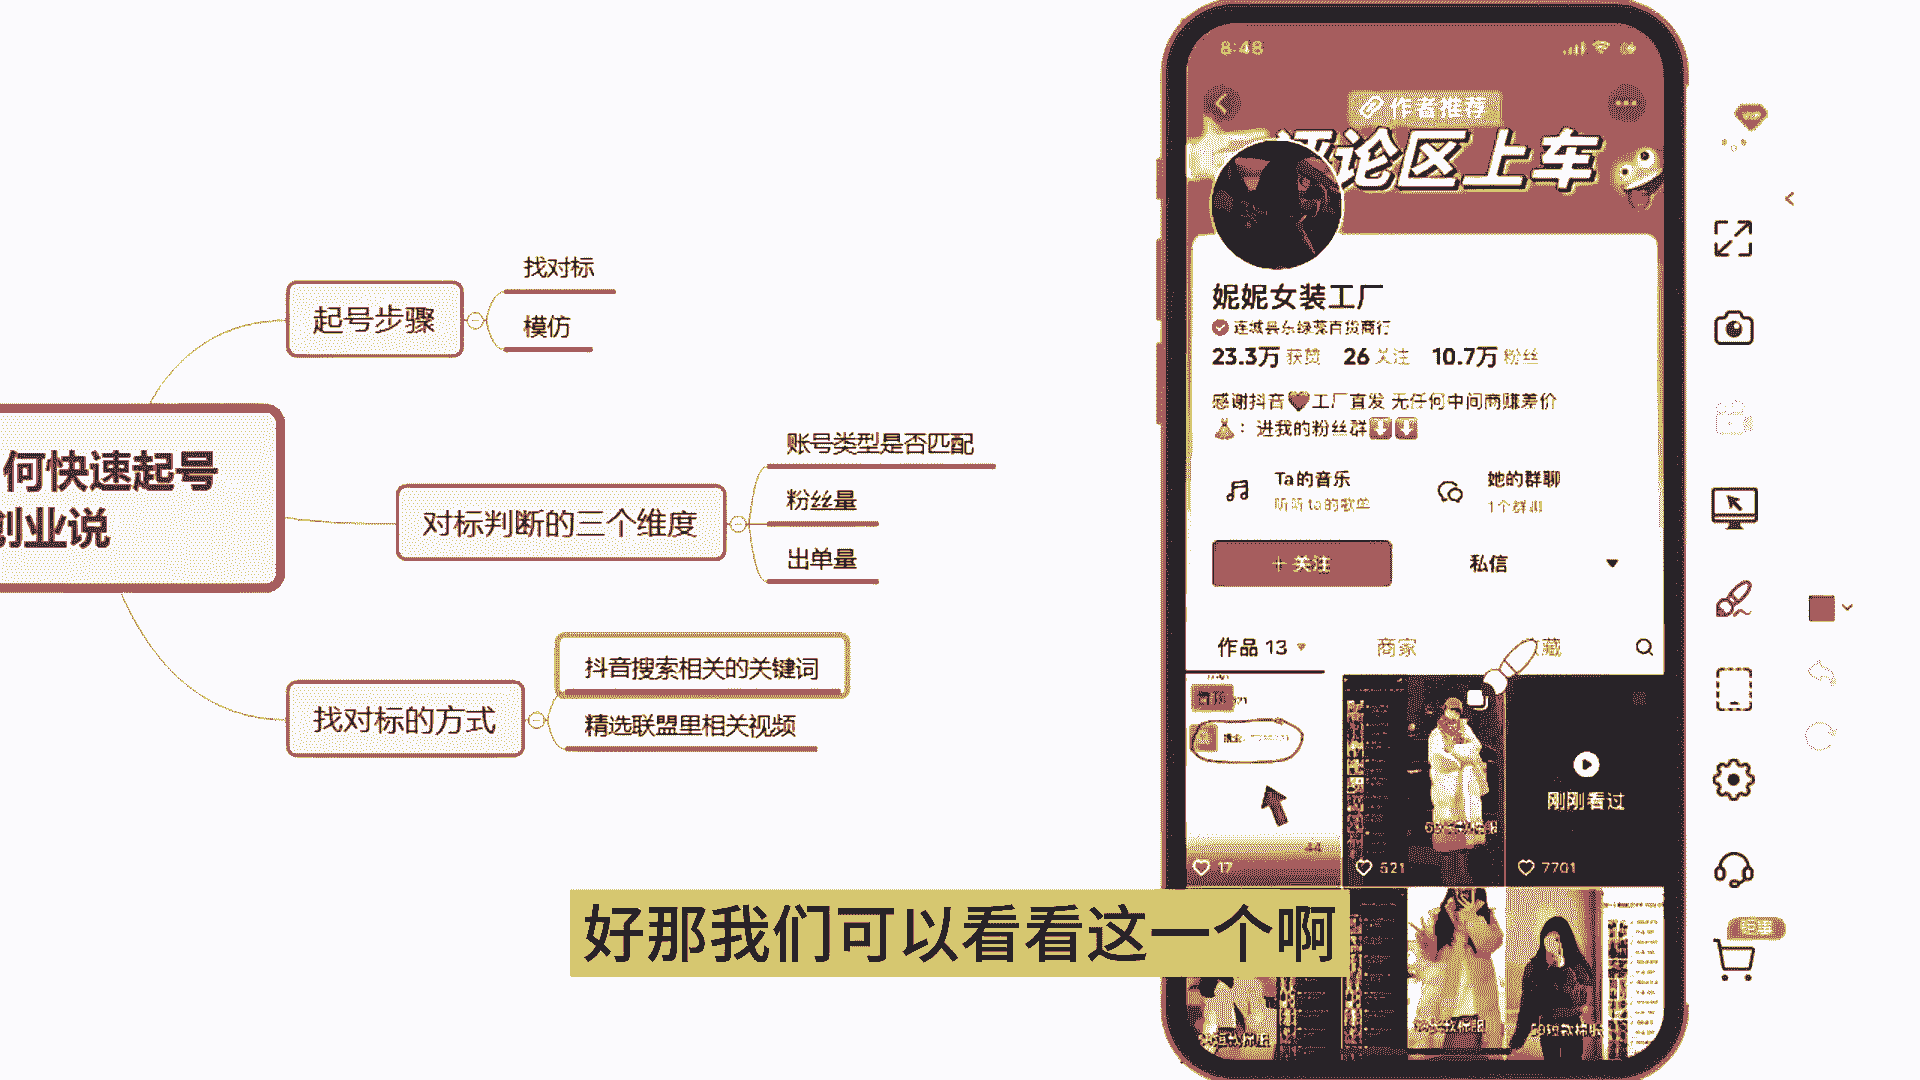 何快速起号
创业说
起号步骤
找对标
模仿
对标判断的三个维度
账号类型是否匹配
粉丝量
出单量
找对标的方式
抖音搜索相关的关键词
精选联盟里相关视频
8:48
作者推荐
评论区上车
妮妮女装工厂
连城县东绿菜百货商行
23.3万 获赞 26 关注 10.7万 粉丝
感谢抖音❤工厂直发 无任何中间商赚差价
👗：进我的粉丝群⬇⬇
Ta的音乐
听听ta的歌单
她的群聊
1个群聊
+ 关注
私信
作品 13
商家
藏
置顶
17
44
521
刚刚看过
7701
好那我们可以看看这一个啊